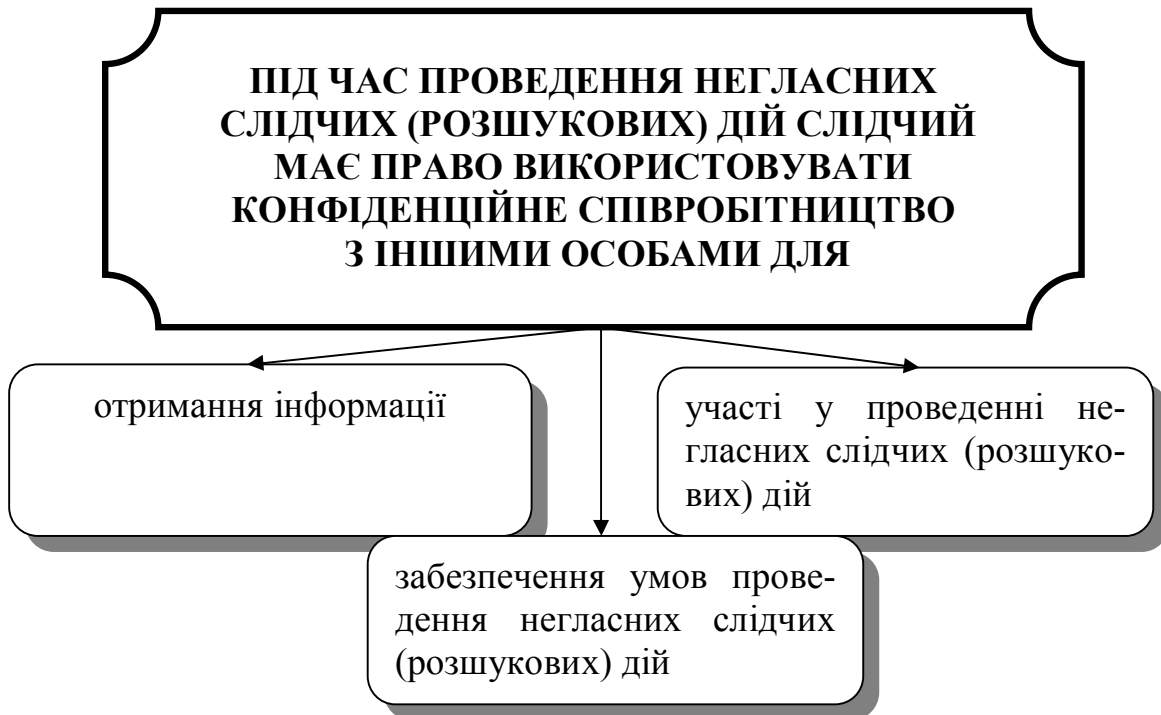 ПІД ЧАС ПРОВЕДЕННЯ НЕГЛАСНИХ
СЛІДЧИХ (РОЗШУКОВИХ) ДІЙ СЛІДЧИЙ
МАЄ ПРАВО ВИКОРИСТОВУВАТИ
КОНФІДЕНЦІЙНЕ СПІВРОБІТНИЦТВО
З ІНШИМИ ОСОБАМИ ДЛЯ
отримання інформації
участі у проведенні не-
гласних слідчих (розшуко-
вих) дій
забезпечення умов прове-
дення негласних слідчих
(розшукових) дій